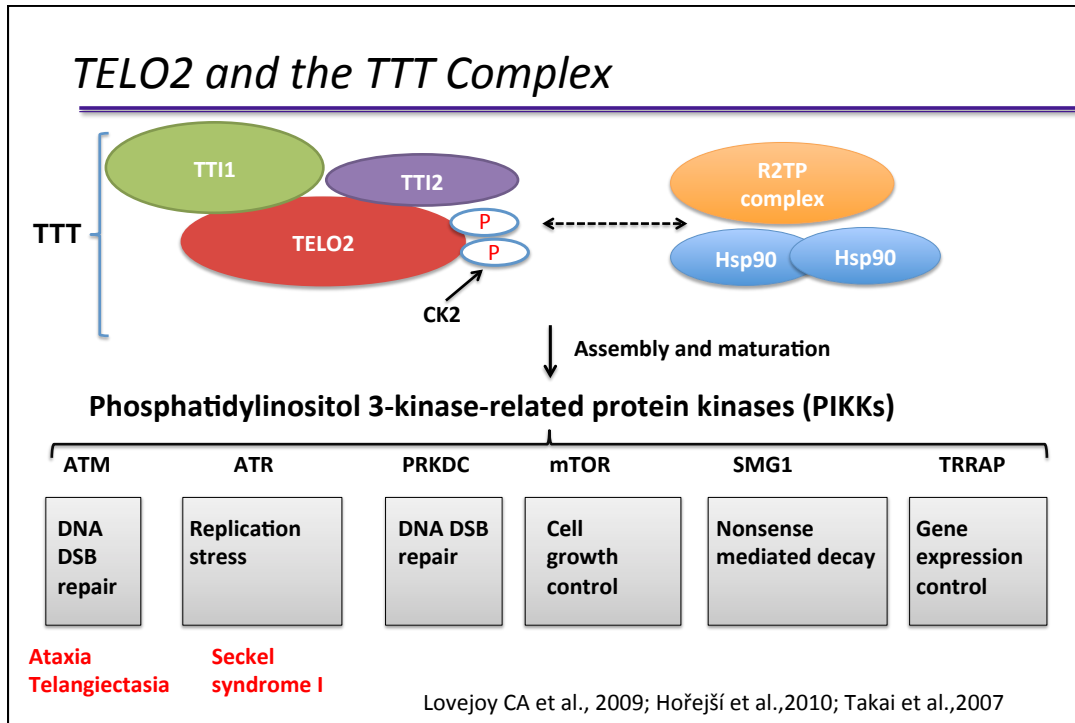 TELO2 and the TTT Complex
TTI1
TTI2
R2TP
complex
TTT
TELO2
P
P
Hsp90
Hsp90
CK2
Assembly and maturation
Phosphatidylinositol 3-kinase-related protein kinases (PIKKs)
ATM
ATR
PRKDC
mTOR
SMG1
TRRAP
DNA
DSB
repair
Replication
stress
DNA DSB
repair
Cell
growth
control
Nonsense
mediated decay
Gene
expression
control
Ataxia
Telangiectasia
Seckel
syndrome I
Lovejoy CA et al., 2009; Hořejší et al.,2010; Takai et al.,2007